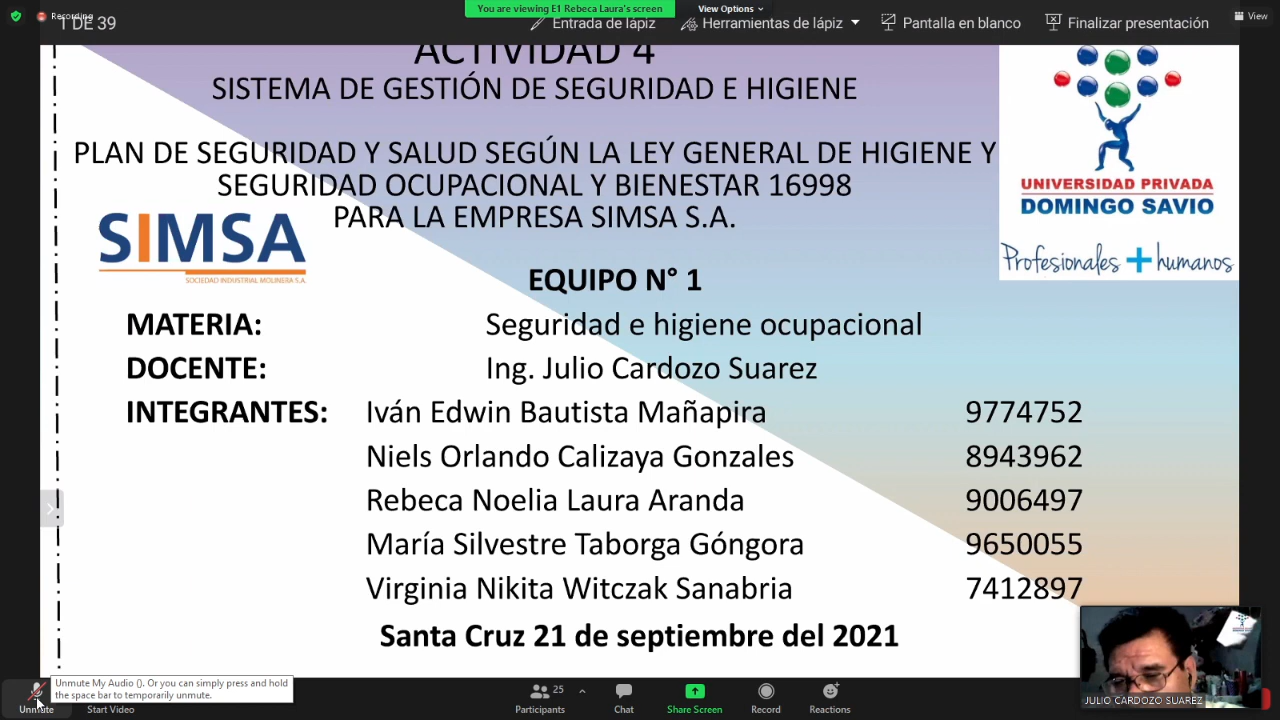 You are viewing E1 Rebeca Laura's screen
View Options
Recording
1 DE 39
Entrada de lápiz
Herramientas de lápiz
Pantalla en blanco
Finalizar presentación
View
ACTIVIDAD 4
SISTEMA DE GESTIÓN DE SEGURIDAD E HIGIENE
PLAN DE SEGURIDAD Y SALUD SEGÚN LA LEY GENERAL DE HIGIENE Y
SEGURIDAD OCUPACIONAL Y BIENESTAR 16998
PARA LA EMPRESA SIMSA S.A.
SIMSA
SOCIEDAD INDUSTRIAL MOLINERA S.A.
UNIVERSIDAD PRIVADA
DOMINGO SAVIO
Profesionales + humanos
EQUIPO N° 1
MATERIA: Seguridad e higiene ocupacional
DOCENTE: Ing. Julio Cardozo Suarez
INTEGRANTES: Iván Edwin Bautista Mañapira 9774752
Niels Orlando Calizaya Gonzales 8943962
Rebeca Noelia Laura Aranda 9006497
María Silvestre Taborga Góngora 9650055
Virginia Nikita Witczak Sanabria 7412897
Santa Cruz 21 de septiembre del 2021
Unmute My Audio (). Or you can simply press and hold
the space bar to temporarily unmute.
Unmute
Start Video
25
Participants
Chat
Share Screen
Record
Reactions
JULIO CARDOZO SUAREZ